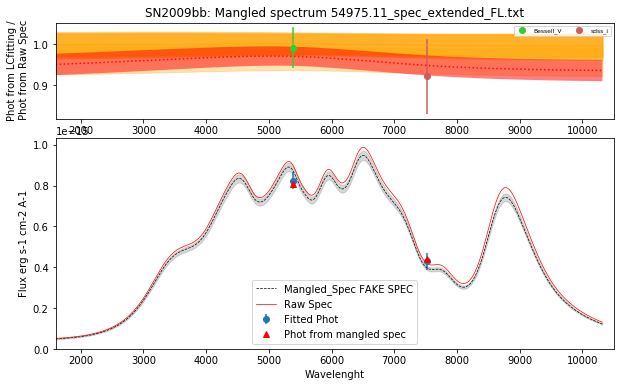 SN2009bb: Mangled spectrum 54975.11_spec_extended_FL.txt
Phot from LCfitting /
Phot from Raw Spec
1.0
0.9
Bessell_V
sdss_i
2000 3000 4000 5000 6000 7000 8000 9000 10000
Flux erg s-1 cm-2 A-1
1.0
0.8
0.6
0.4
0.2
0.0
Mangled_Spec FAKE SPEC
Raw Spec
Fitted Phot
Phot from mangled spec
2000 3000 4000 5000 6000 7000 8000 9000 10000
Wavelenght